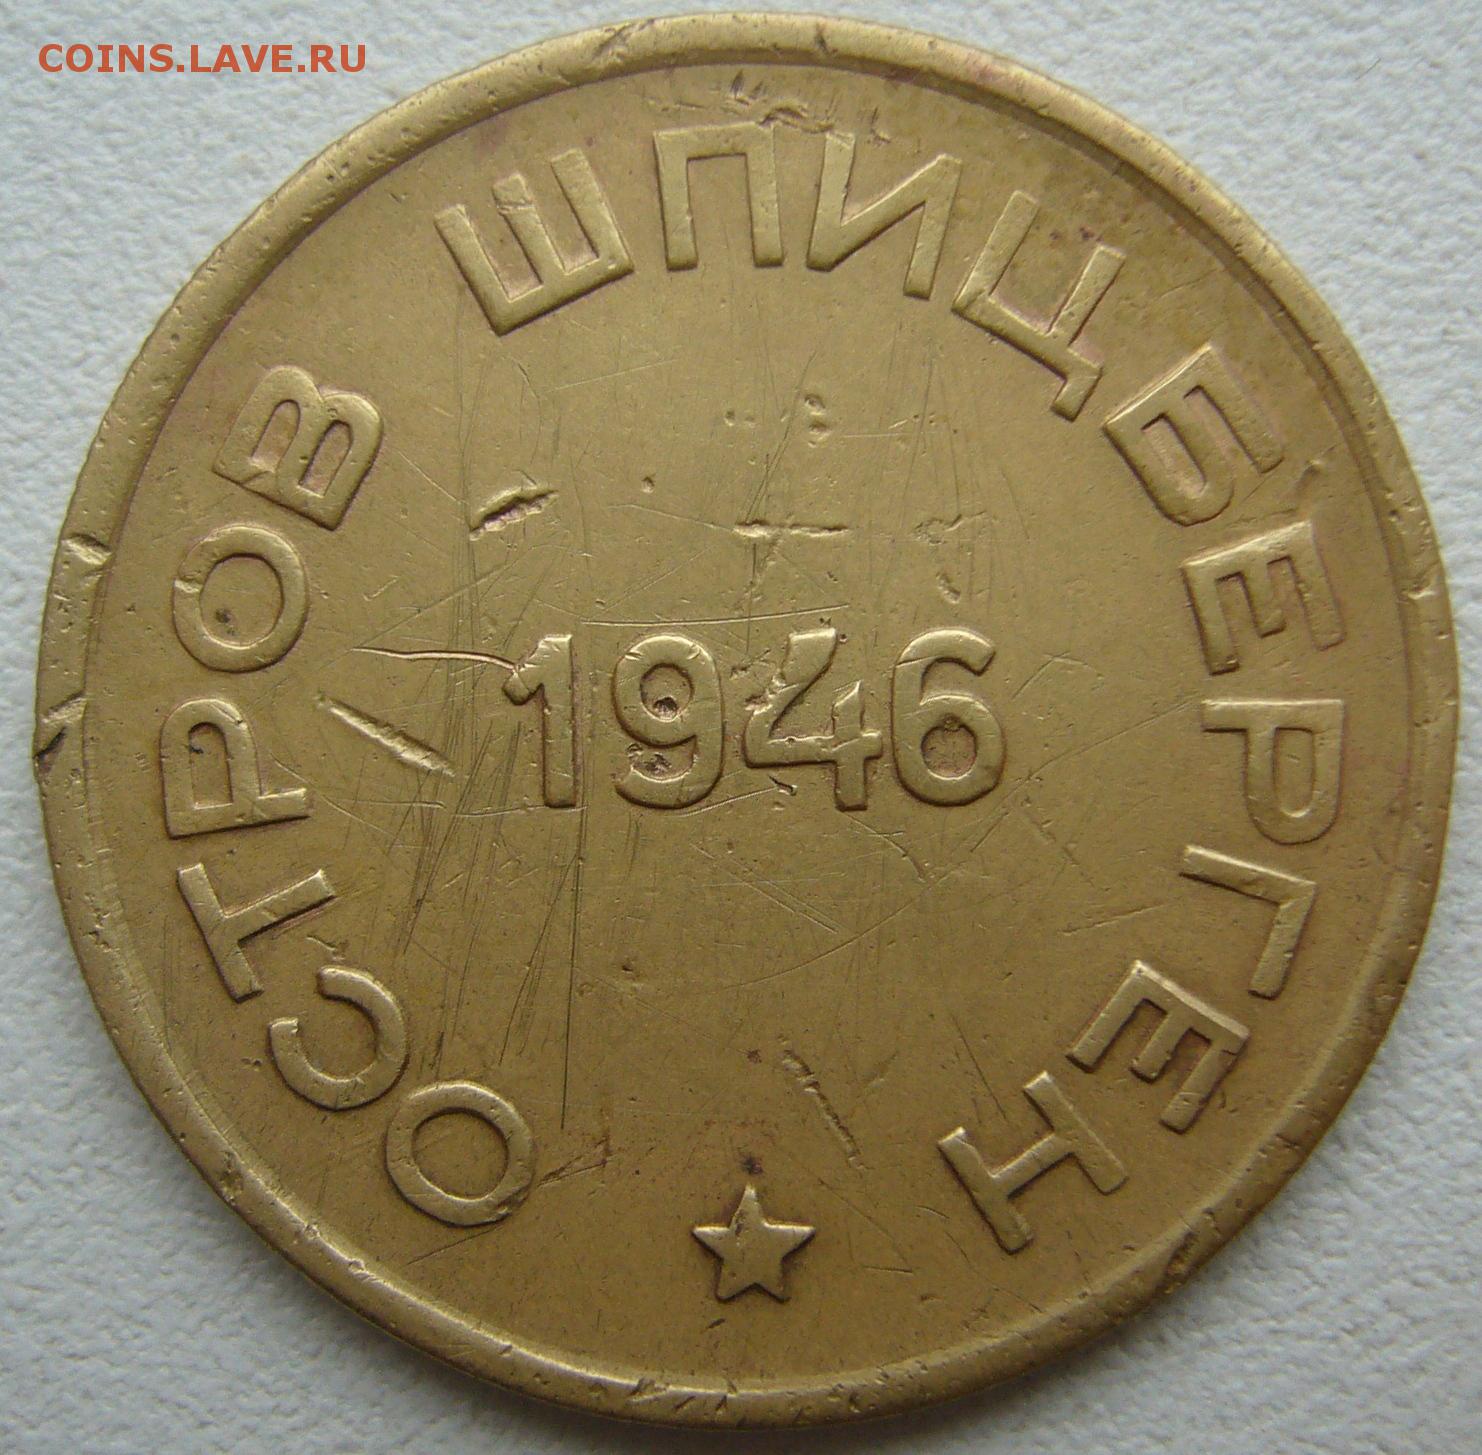 COINS.LAVE.RU
ОСТРОВ ШПИЦБЕРГЕН
1946